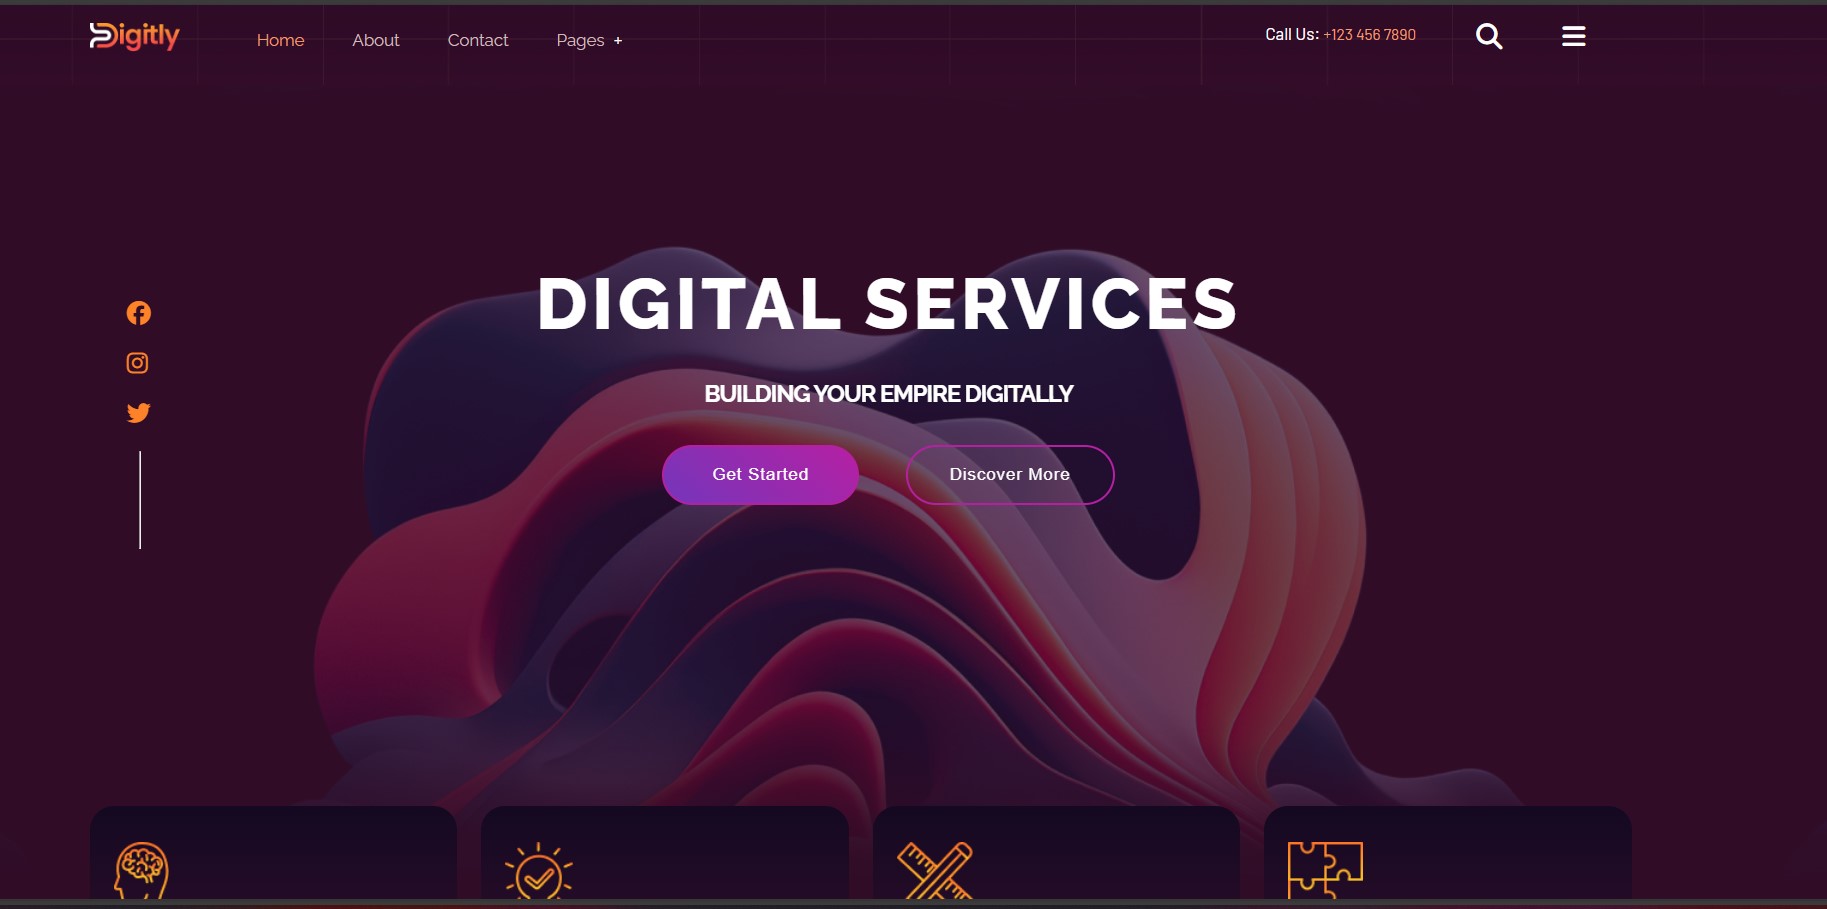 Digitly
Home About Contact Pages +
Call Us: +123 456 7890
DIGITAL SERVICES
BUILDING YOUR EMPIRE DIGITALLY
Get Started Discover More